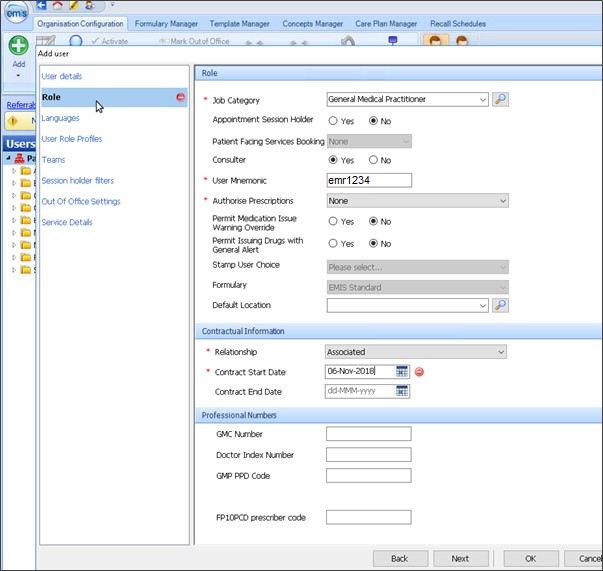 emis
Organisation Configuration Formulary Manager Template Manager Concepts Manager Care Plan Manager Recall Schedules
Add
Activate
Mark Out of Office
Add user
Referrals
Users
User details
Role
Languages
User Role Profiles
Teams
Session holder filters
Out Of Office Settings
Service Details
Role
* Job Category General Medical Practitioner
Appointment Session Holder Yes No
Patient Facing Services Booking None
Consulter Yes No
* User Mnemonic emr1234
* Authorise Prescriptions None
Permit Medication Issue
Warning Override Yes No
Permit Issuing Drugs with
General Alert Yes No
Stamp User Choice Please select...
Formulary EMIS Standard
Default Location
Contractual Information
* Relationship Associated
* Contract Start Date 06-Nov-2018
Contract End Date dd-MMM-yyyy
Professional Numbers
GMC Number
Doctor Index Number
GMP PPD Code
FP10PCD prescriber code
Back Next OK Cancel